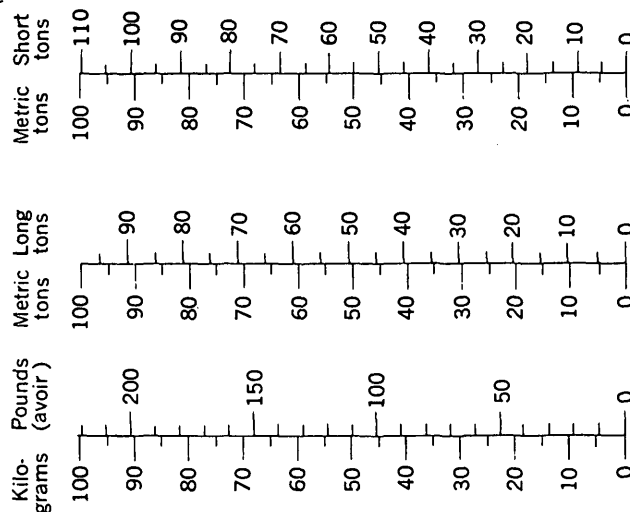 Kilo- Pounds Metric Long Metric Short
grams (avoir) tons tons tons tons
100 100 100 110
90 200 90 90 90 100
80 80 80 80 90
70 150 70 70 70 80
60 60 60 60 70
50 50 50 50 60
100 50
40 40 40 40 40
30 30 30 30 30
20 50 20 20 20 20
10 10 10 10 10
0 0 0 0 0 0